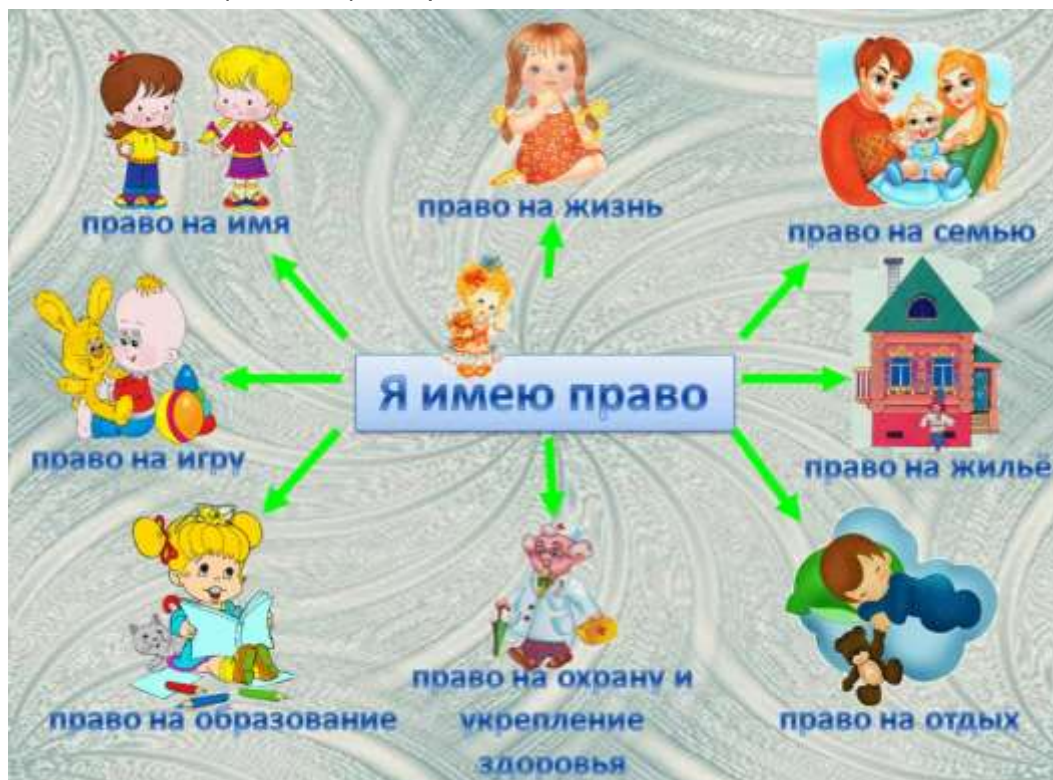 право на имя
право на жизнь
право на семью
Я имею право
право на игру
право на жильё
право на образование
право на охрану и
укрепление
здоровья
право на отдых